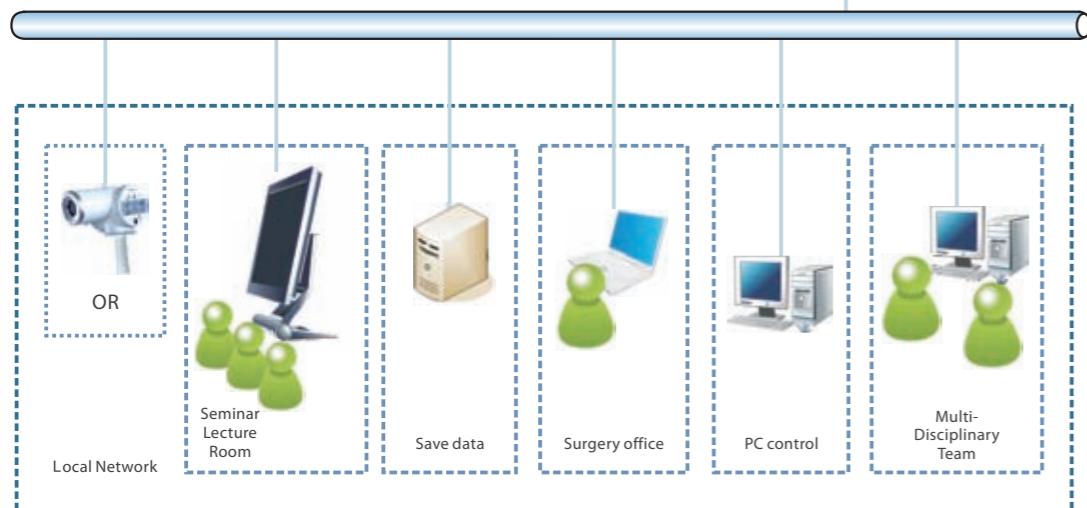 OR
Local Network
Seminar
Lecture
Room
Save data
Surgery office
PC control
Multi-
Disciplinary
Team